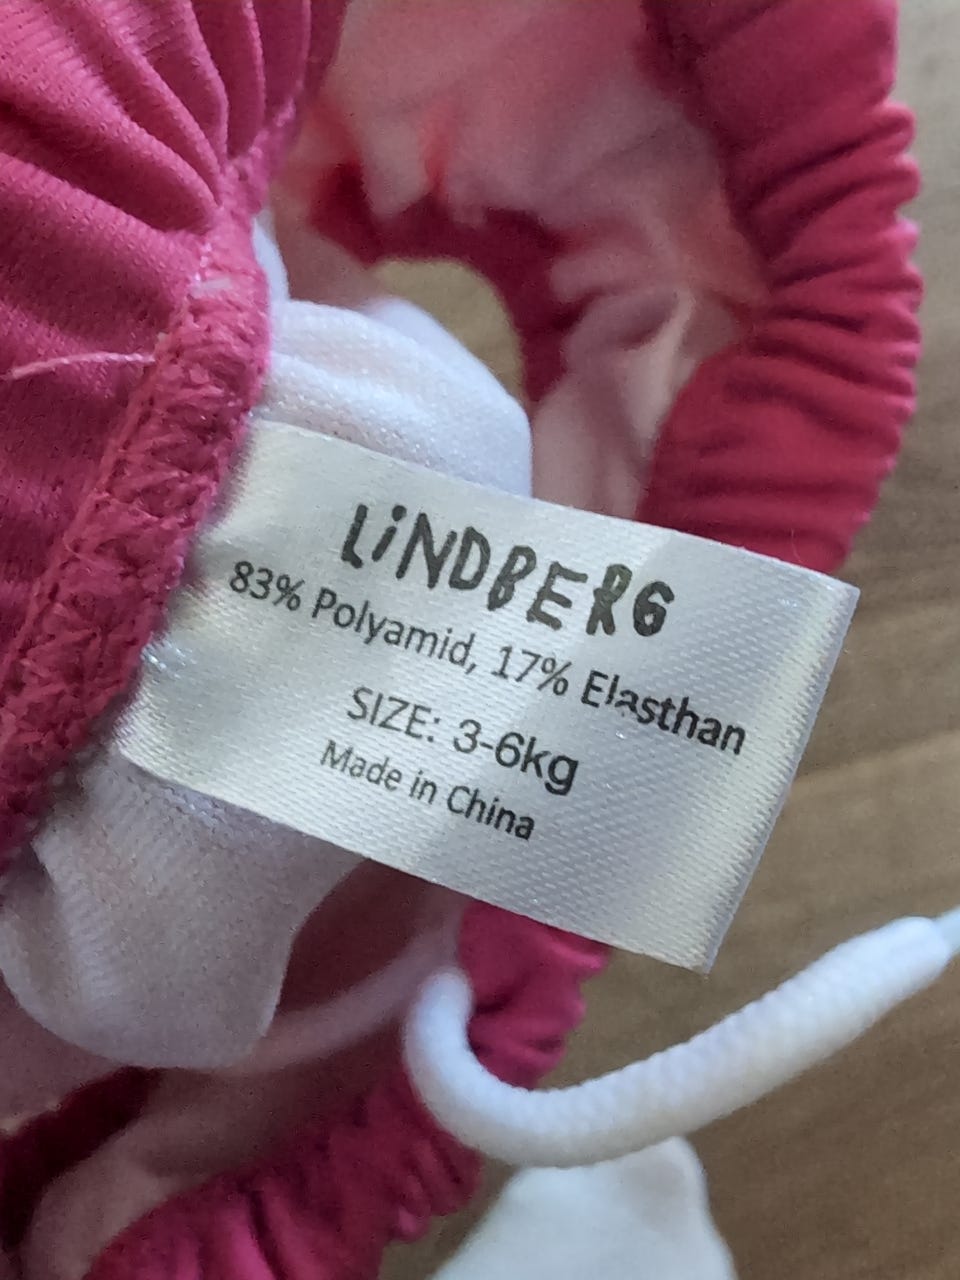 LiNDBERG
83% Polyamid, 17% Elasthan
SIZE: 3-6kg
Made in China